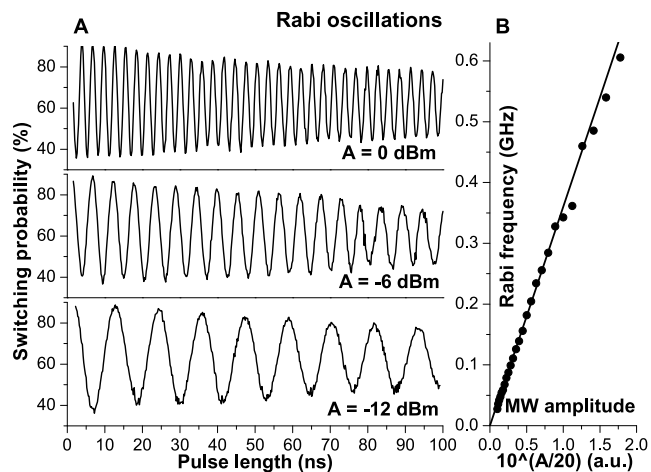 A
Rabi oscillations
B
Switching probability (%)
80
60
40
A = 0 dBm
80
60
40
A = -6 dBm
80
60
40
A = -12 dBm
0 10 20 30 40 50 60 70 80 90 100
Pulse length (ns)
Rabi frequency (GHz)
0.6
0.5
0.4
0.3
0.2
0.1
0.0
MW amplitude
0.0 0.5 1.0 1.5 2.0
10^(A/20) (a.u.)